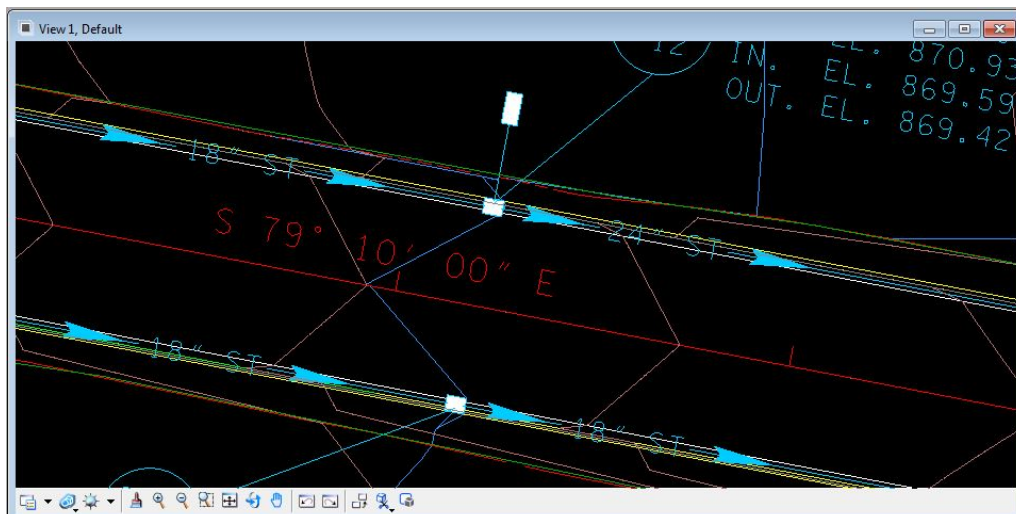 View 1, Default
12
EL. 870.93
IN. EL. 869.59
OUT. EL. 869.42
18" ST
24" ST
S 79° 10' 00" E
18" ST
18" ST